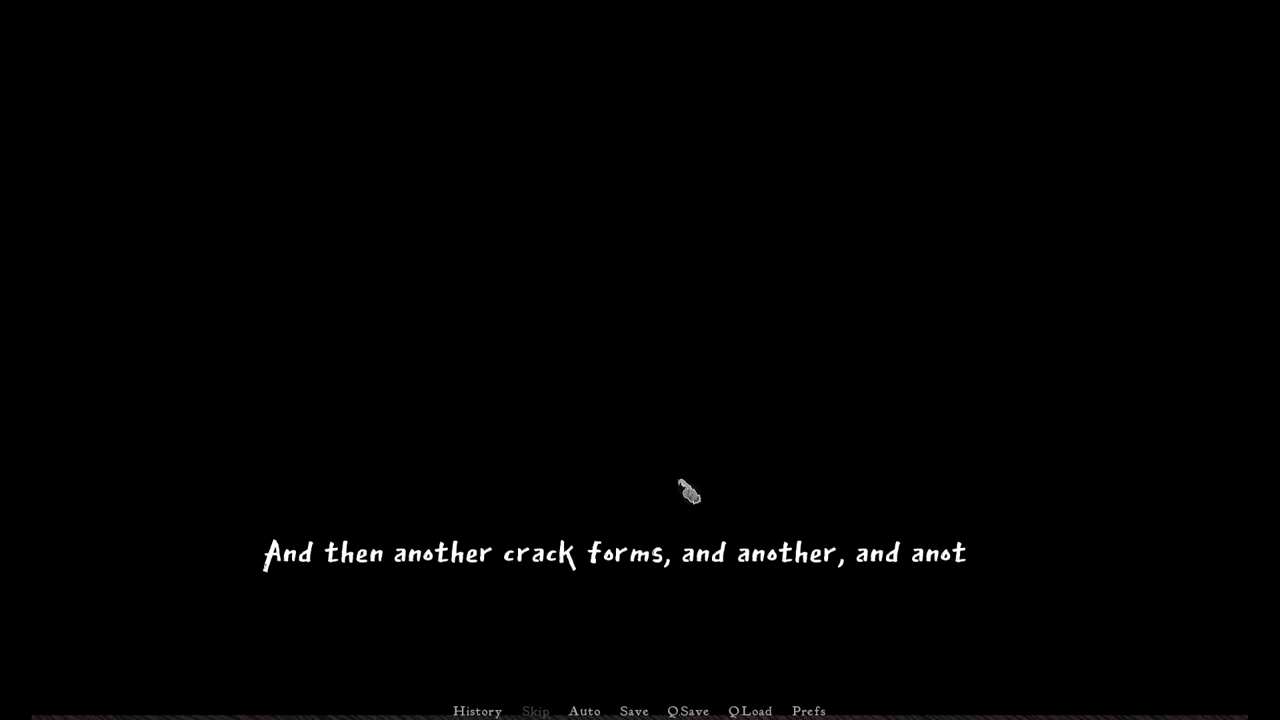 And then another crack forms, and another, and anot
History Skip Auto Save QSave QLoad Prefs